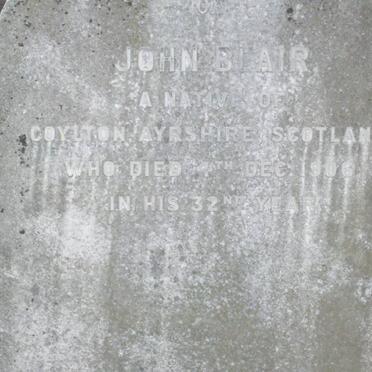 JOHN BLAIR
A NATIVE OF
COYLTON, AYRSHIRE, SCOTLAN
WHO DIED DEC.
IN HIS 32ND YEAR